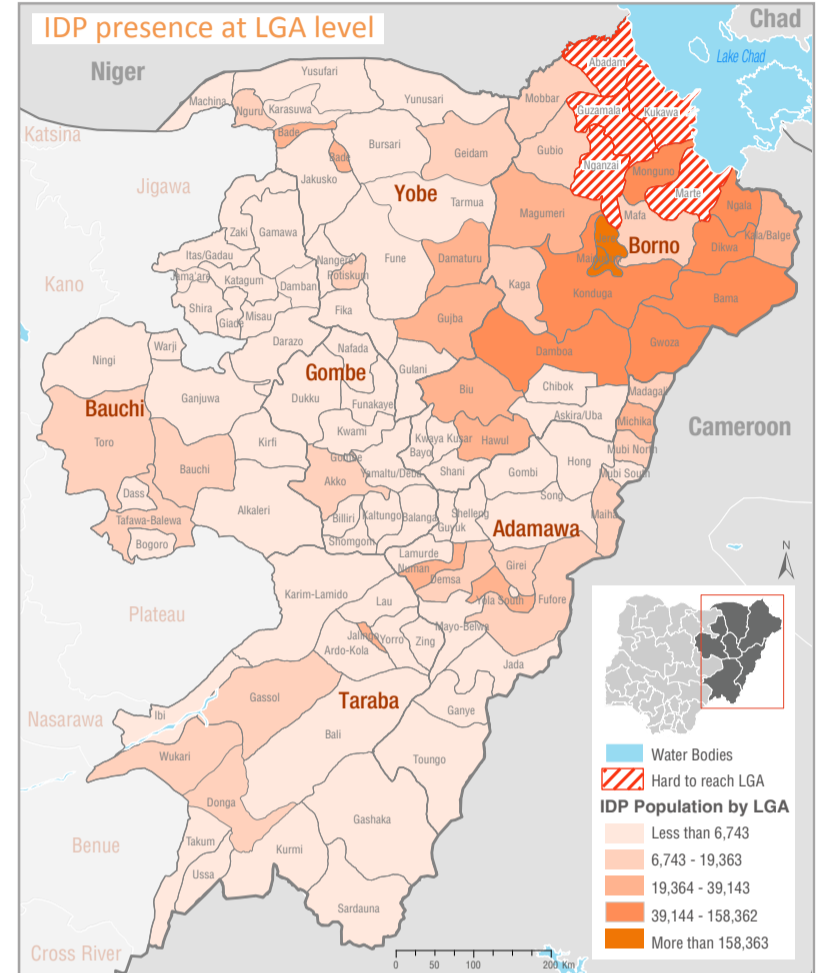 IDP presence at LGA level
Chad
Niger
Lake Chad
Yusufari
Abadam
Machina
Yunusari
Mobbar
Nguru
Karasuwa
Guzamala
Kukawa
Katsina
Bade
Bursari
Geidam
Gubio
Bade
Nganzai
Monguno
Jigawa
Jakusko
Yobe
Marte
Tarmua
Magumeri
Mafa
Ngala
Zaki
Gamawa
Borno
Kala/Balge
Dikwa
Itas/Gadau
Nangere
Fune
Damaturu
Jama'are
Katagum
Potiskum
Kano
Damban
Kaga
Konduga
Bama
Shira
Giade
Misau
Fika
Gujba
Darazo
Nafada
Gwoza
Warji
Damboa
Ningi
Gombe
Gulani
Chibok
Ganjuwa
Dukku
Funakaye
Biu
Madagali
Bauchi
Askira/Uba
Michika
Cameroon
Toro
Kirfi
Kwami
Kwaya Kusar
Hawul
Bayo
Mubi North
Bauchi
Gombe
Yamaltu/Deba
Shani
Gombi
Hong
Mubi South
Dass
Akko
Song
Alkaleri
Tafawa-Balewa
Billiri
Kaltungo
Balanga
Shelleng
Maiha
Guyuk
Adamawa
Bogoro
Shomgom
Lamurde
Numan
Demsa
Girei
Karim-Lamido
Lau
Yola South
Fufore
Plateau
Mayo-Belwa
Jalingo
Yorro
Zing
Ardo-Kola
Jada
Gassol
Taraba
Nasarawa
Ibi
Ganye
Bali
Wukari
Toungo
Donga
Gashaka
Benue
Takum
Kurmi
Ussa
Sardauna
Cross River
N
Water Bodies
Hard to reach LGA
IDP Population by LGA
Less than 6,743
6,743 - 19,363
19,364 - 39,143
39,144 - 158,362
More than 158,363
0 50 100 200 Km